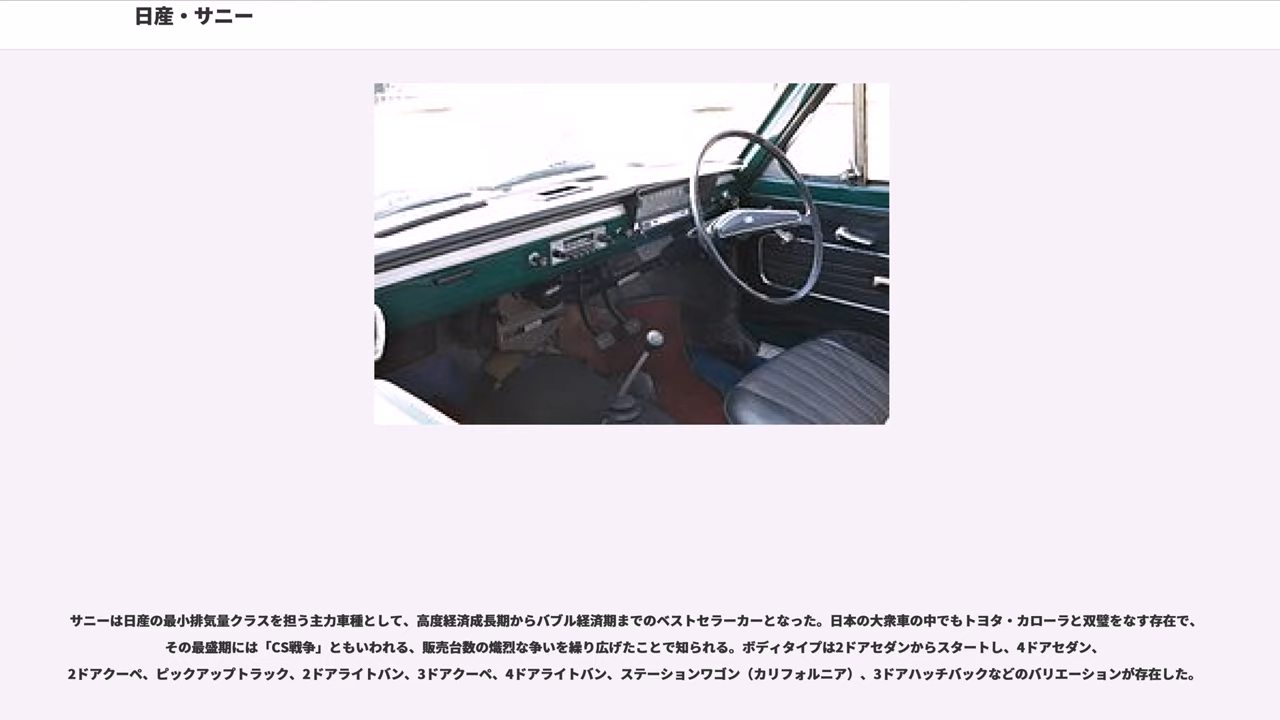 日産・サニー
サニーは日産の最小排気量クラスを担う主力車種として、高度経済成長期からバブル経済期までのベストセラーカーとなった。日本の大衆車の中でもトヨタ・カローラと双璧をなす存在で、
その最盛期には「CS戦争」ともいわれる、販売台数の熾烈な争いを繰り広げたことで知られる。ボディタイプは2ドアセダンからスタートし、4ドアセダン、
2ドアクーペ、ピックアップトラック、2ドアライトバン、3ドアクーペ、4ドアライトバン、ステーションワゴン（カリフォルニア）、3ドアハッチバックなどのバリエーションが存在した。